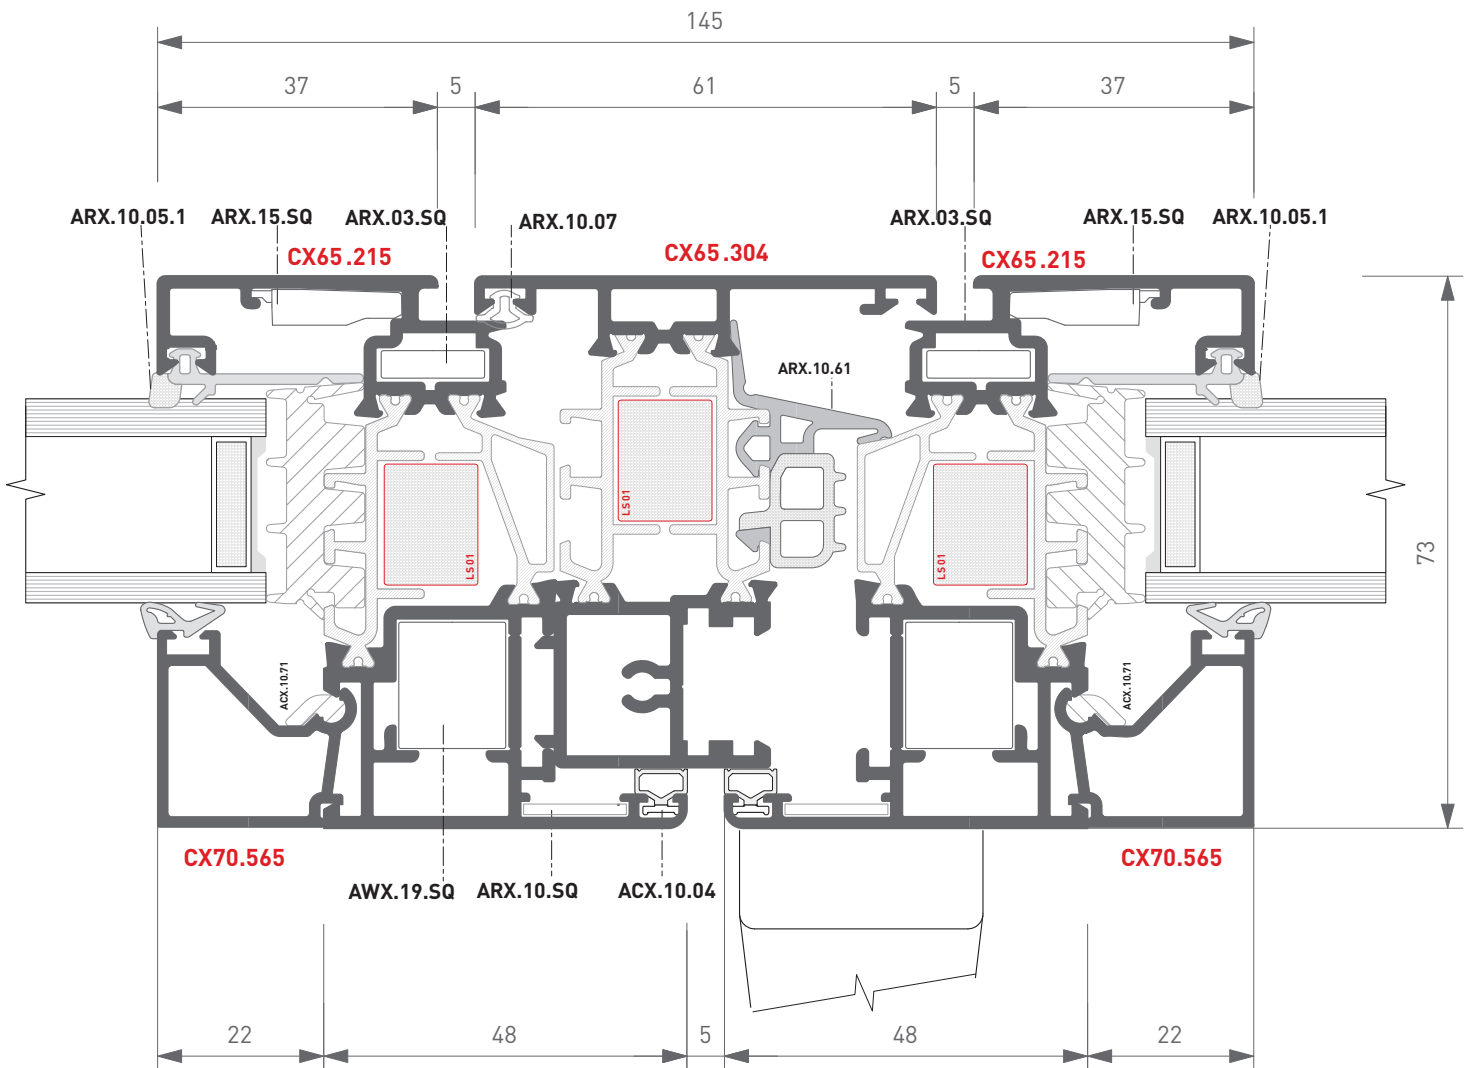 145
37 5 61 5 37
ARX.10.05.1 ARX.15.SQ ARX.03.SQ ARX.10.07 ARX.03.SQ ARX.15.SQ ARX.10.05.1
CX65.215 CX65.304 CX65.215
ARX.10.61
LS01
LS01 LS01
73
ACX.10.71 ACX.10.71
CX70.565 CX70.565
AWX.19.SQ ARX.10.SQ ACX.10.04
22 48 5 48 22